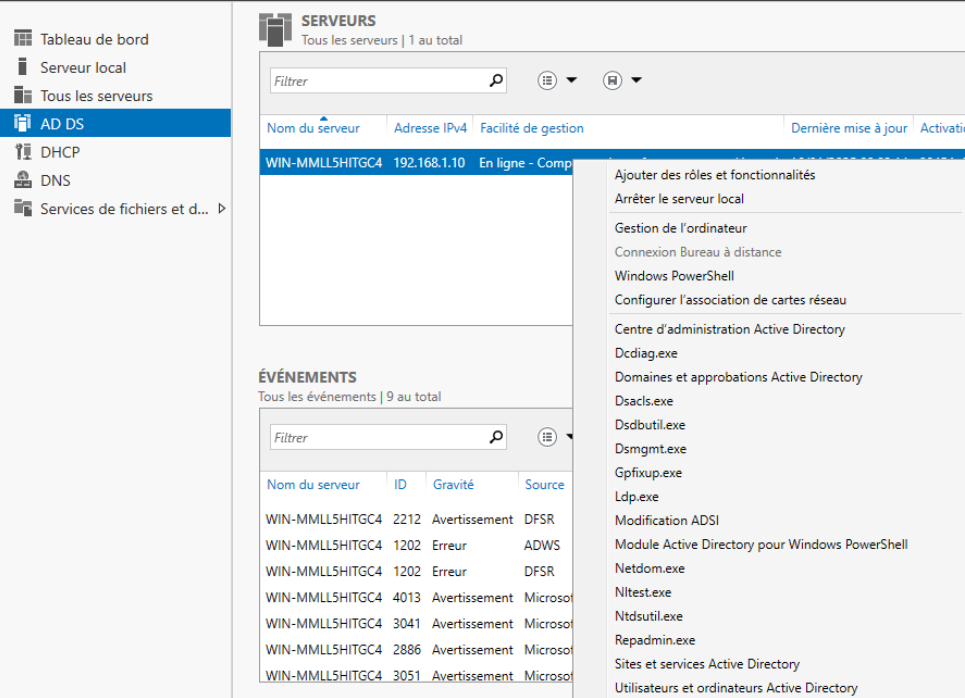 Tableau de bord
Serveur local
Tous les serveurs
AD DS
DHCP
DNS
Services de fichiers et d...
SERVEURS
Tous les serveurs | 1 au total
Filtrer
Nom du serveur Adresse IPv4 Facilité de gestion Dernière mise à jour Activati
WIN-MMLL5HITGC4 192.168.1.10 En ligne - Comp
Ajouter des rôles et fonctionnalités
Arrêter le serveur local
Gestion de l'ordinateur
Connexion Bureau à distance
Windows PowerShell
Configurer l'association de cartes réseau
Centre d'administration Active Directory
Dcdiag.exe
Domaines et approbations Active Directory
Dsacls.exe
Dsdbutil.exe
Dsmgmt.exe
Gpfixup.exe
Ldp.exe
Modification ADSI
Module Active Directory pour Windows PowerShell
Netdom.exe
Nltest.exe
Ntdsutil.exe
Repadmin.exe
Sites et services Active Directory
Utilisateurs et ordinateurs Active Directory
ÉVÉNEMENTS
Tous les événements | 9 au total
Filtrer
Nom du serveur ID Gravité Source
WIN-MMLL5HITGC4 2212 Avertissement DFSR
WIN-MMLL5HITGC4 1202 Erreur ADWS
WIN-MMLL5HITGC4 1202 Erreur DFSR
WIN-MMLL5HITGC4 4013 Avertissement Microsof
WIN-MMLL5HITGC4 3041 Avertissement Microsof
WIN-MMLL5HITGC4 2886 Avertissement Microsof
WIN-MMLL5HITGC4 3051 Avertissement Microsof